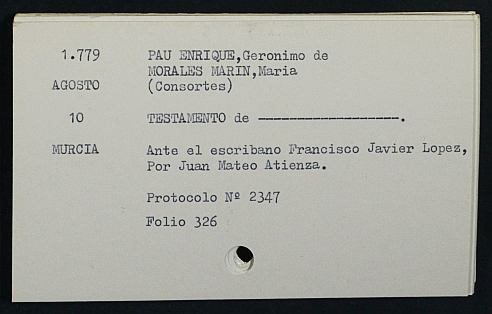 1.779 PAU ENRIQUE,Geronimo de
MORALES MARIN,Maria
AGOSTO (Consortes)
10 TESTAMENTO de ------------------.
MURCIA Ante el escribano Francisco Javier Lopez,
Por Juan Mateo Atienza.
Protocolo Nº 2347
Folio 326